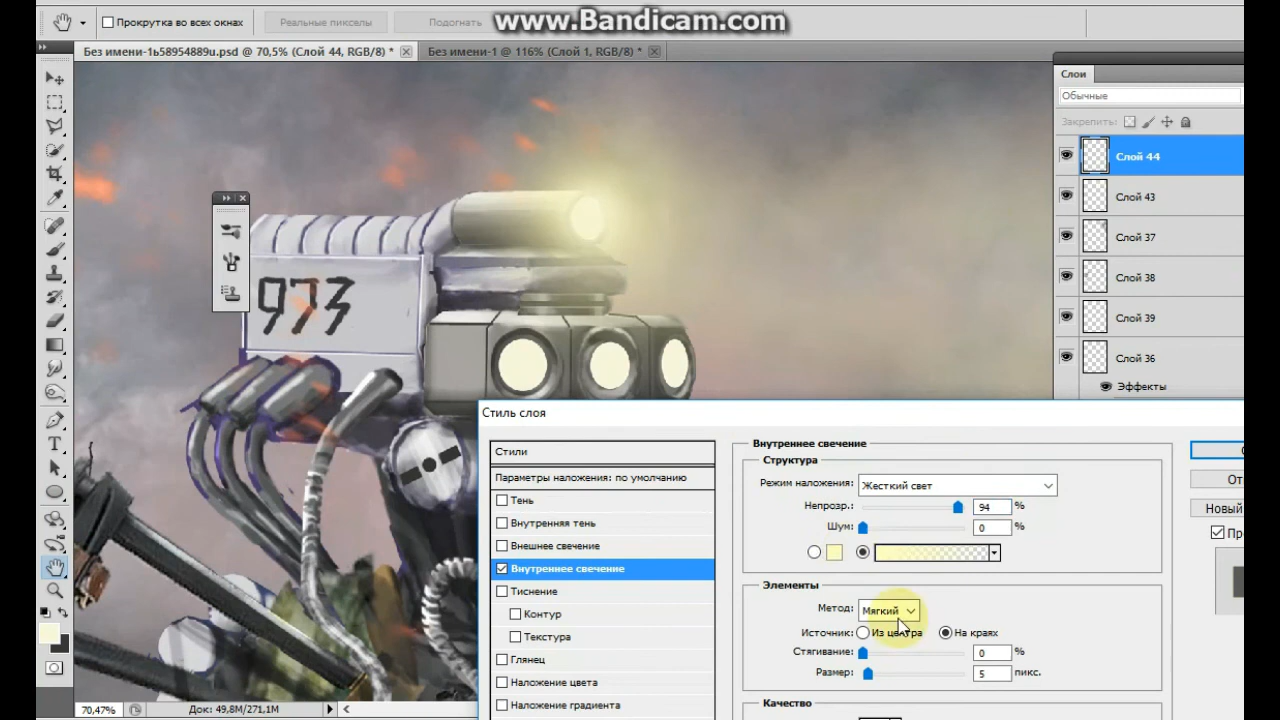 Прокрутка во всех окнах
Реальные пикселы
Подогнать
www.Bandicam.com
Без имени-1ь58954889u.psd @ 70,5% (Слой 44, RGB/8) *
Без имени-1 @ 116% (Слой 1, RGB/8) *
Слои
Обычные
Закрепить:
Слой 44
Слой 43
Слой 37
Слой 38
Слой 39
Слой 36
Эффекты
973
Стиль слоя
Стили
Параметры наложения: по умолчанию
Тень
Внутренняя тень
Внешнее свечение
Внутреннее свечение
Тиснение
Контур
Текстура
Глянец
Наложение цвета
Наложение градиента
Внутреннее свечение
Структура
Режим наложения: Жесткий свет
Непрозр.: 94 %
Шум: 0 %
Элементы
Метод: Мягкий
Источник: Из центра На краях
Стягивание: 0 %
Размер: 5 пикс.
Качество
От
Новый
Пр
70,47%
Док: 49,8M/271,1M